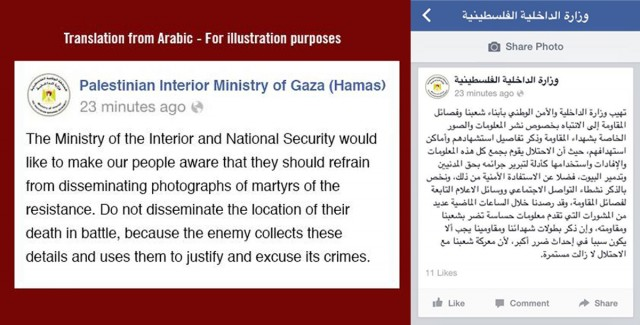 Translation from Arabic - For illustration purposes
Palestinian Interior Ministry of Gaza (Hamas)
23 minutes ago
The Ministry of the Interior and National Security would
like to make our people aware that they should refrain
from disseminating photographs of martyrs of the
resistance. Do not disseminate the location of their
death in battle, because the enemy collects these
details and uses them to justify and excuse its crimes.
وزارة الداخلية الفلسطينية
Share Photo
وزارة الداخلية الفلسطينية
23 minutes ago
تهيب وزارة الداخلية والأمن الوطني بأبناء شعبنا وفصائل
المقاومة إلى الانتباه بخصوص نشر المعلومات والصور
الخاصة بشهداء المقاومة وذكر تفاصيل استشهادهم وأماكن
استهدافهم، حيث أن الاحتلال يقوم بجمع كل هذه المعلومات
والإفادات واستخدامها كأدلة لتبرير جرائمه بحق المدنيين
وتدمير البيوت، فضلا عن الاستفادة الأمنية من ذلك، ونخص
بالذكر نشطاء التواصل الاجتماعي ووسائل الاعلام التابعة
لفصائل المقاومة، وقد رصدنا خلال الساعات الماضية عديد
من المنشورات التي تقدم معلومات حساسة تضر بشعبنا
ومقاومته، وإن ذكر بطولات شهدائنا ومقاومينا يجب ألا
يكون سببا في إحداث ضرر أكبر، لأن معركة شعبنا مع
الاحتلال لا زالت مستمرة.
11 Likes
Like
Comment
Share